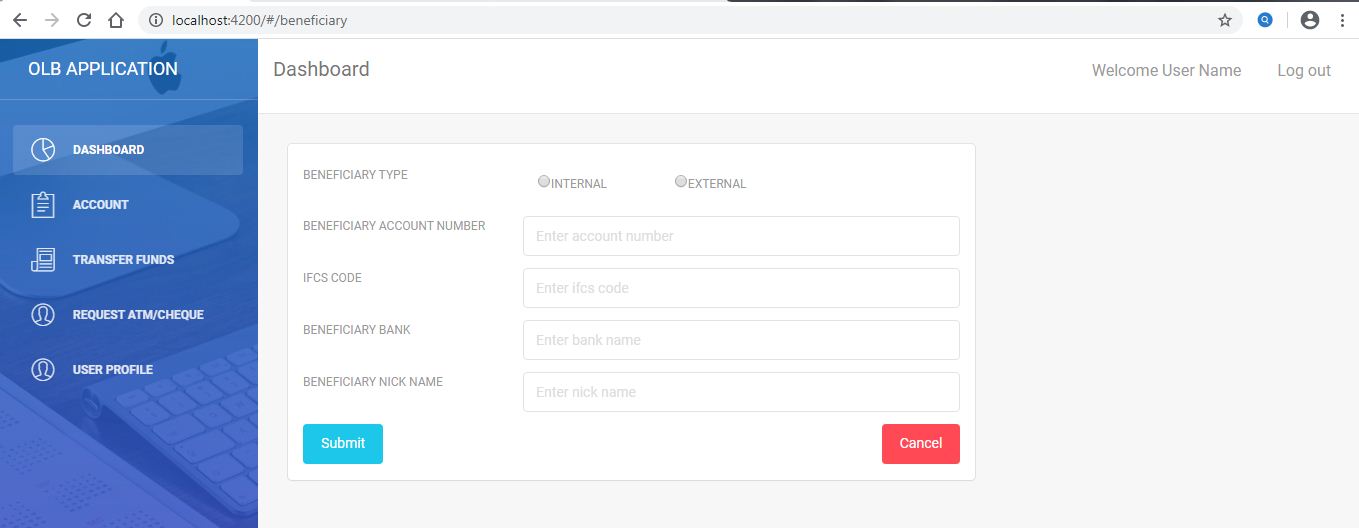 localhost:4200/#/beneficiary
OLB APPLICATION
Dashboard
Welcome User Name
Log out
DASHBOARD
ACCOUNT
TRANSFER FUNDS
REQUEST ATM/CHEQUE
USER PROFILE
BENEFICIARY TYPE
INTERNAL
EXTERNAL
BENEFICIARY ACCOUNT NUMBER
Enter account number
IFCS CODE
Enter ifcs code
BENEFICIARY BANK
Enter bank name
BENEFICIARY NICK NAME
Enter nick name
Submit
Cancel